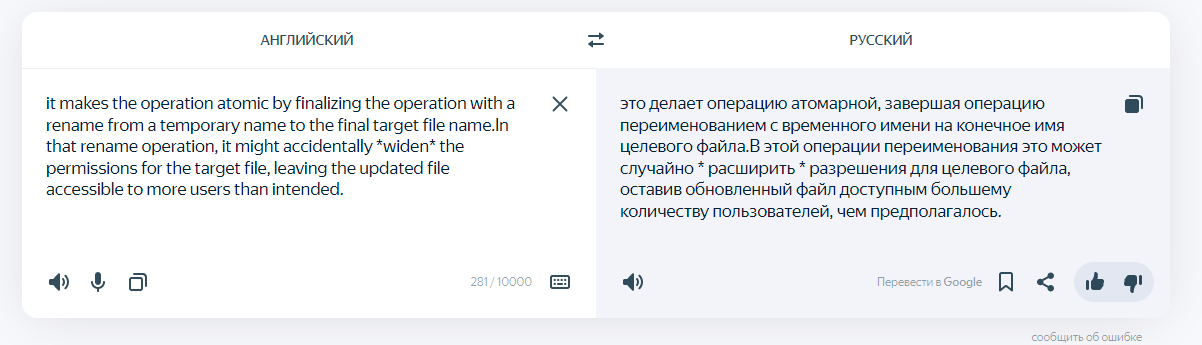 АНГЛИЙСКИЙ
РУССКИЙ
it makes the operation atomic by finalizing the operation with a
rename from a temporary name to the final target file name.In
that rename operation, it might accidentally *widen* the
permissions for the target file, leaving the updated file
accessible to more users than intended.
281 / 10000
это делает операцию атомарной, завершая операцию
переименованием с временного имени на конечное имя
целевого файла.В этой операции переименования это может
случайно * расширить * разрешения для целевого файла,
оставив обновленный файл доступным большему
количеству пользователей, чем предполагалось.
Перевести в Google
сообщить об ошибке